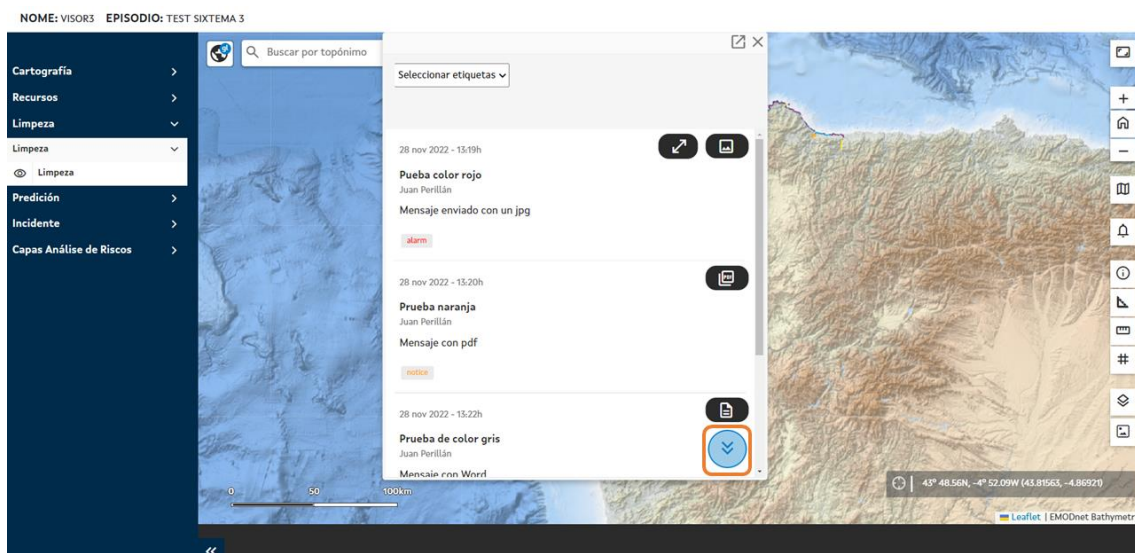 NOME: VISOR3 EPISODIO: TEST SIXTEMA 3
Cartografía
Recursos
Limpeza
Limpeza
Limpeza
Predición
Incidente
Capas Análise de Riscos
Buscar por topónimo
Seleccionar etiquetas
28 nov 2022 - 13:19h
Pueba color rojo
Juan Perillán
Mensaje enviado con un jpg
alarm
28 nov 2022 - 13:20h
PDF
Prueba naranja
Juan Perillán
Mensaje con pdf
notice
28 nov 2022 - 13:22h
Prueba de color gris
Juan Perillán
Mensaje con Word
0 50 100km
43º 48.56N, -4º 52.09W (43.81563, -4.86921)
Leaflet | EMODnet Bathymetr